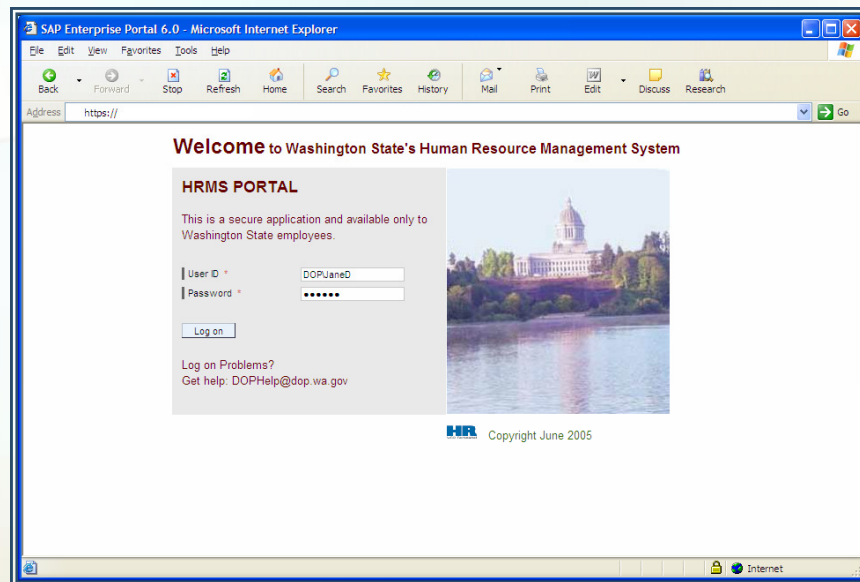 SAP Enterprise Portal 6.0 - Microsoft Internet Explorer
File Edit View Favorites Tools Help
Back Forward Stop Refresh Home Search Favorites History Mail Print Edit Discuss Research
Address https:// Go
Welcome to Washington State's Human Resource Management System
HRMS PORTAL
This is a secure application and available only to
Washington State employees.
User ID * DOP\JaneD
Password * ●●●●●●
Log on
Log on Problems?
Get help: DOPHelp@dop.wa.gov
HR Copyright June 2005
Internet